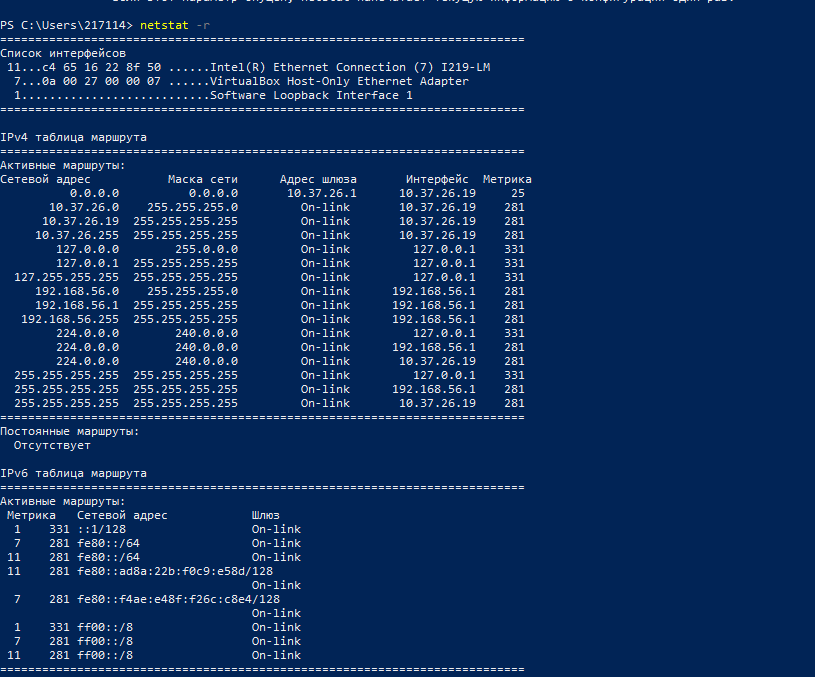 PS C:\Users\217114> netstat -r
===========================================================================
Список интерфейсов
 11...c4 65 16 22 8f 50 ......Intel(R) Ethernet Connection (7) I219-LM
  7...0a 00 27 00 00 07 ......VirtualBox Host-Only Ethernet Adapter
  1...........................Software Loopback Interface 1
===========================================================================
IPv4 таблица маршрута
===========================================================================
Активные маршруты:
Сетевой адрес           Маска сети      Адрес шлюза       Интерфейс  Метрика
          0.0.0.0          0.0.0.0       10.37.26.1      10.37.26.19     25
       10.37.26.0    255.255.255.0         On-link       10.37.26.19    281
      10.37.26.19  255.255.255.255         On-link       10.37.26.19    281
     10.37.26.255  255.255.255.255         On-link       10.37.26.19    281
        127.0.0.0        255.0.0.0         On-link         127.0.0.1    331
        127.0.0.1  255.255.255.255         On-link         127.0.0.1    331
  127.255.255.255  255.255.255.255         On-link         127.0.0.1    331
     192.168.56.0    255.255.255.0         On-link      192.168.56.1    281
     192.168.56.1  255.255.255.255         On-link      192.168.56.1    281
   192.168.56.255  255.255.255.255         On-link      192.168.56.1    281
        224.0.0.0        240.0.0.0         On-link         127.0.0.1    331
        224.0.0.0        240.0.0.0         On-link      192.168.56.1    281
        224.0.0.0        240.0.0.0         On-link       10.37.26.19    281
  255.255.255.255  255.255.255.255         On-link         127.0.0.1    331
  255.255.255.255  255.255.255.255         On-link      192.168.56.1    281
  255.255.255.255  255.255.255.255         On-link       10.37.26.19    281
===========================================================================
Постоянные маршруты:
  Отсутствует
IPv6 таблица маршрута
===========================================================================
Активные маршруты:
 Метрика   Сетевой адрес            Шлюз
  1    331 ::1/128                  On-link
  7    281 fe80::/64                On-link
 11    281 fe80::/64                On-link
 11    281 fe80::ad8a:22b:f0c9:e58d/128
                                    On-link
  7    281 fe80::f4ae:e48f:f26c:c8e4/128
                                    On-link
  1    331 ff00::/8                 On-link
  7    281 ff00::/8                 On-link
 11    281 ff00::/8                 On-link
===========================================================================